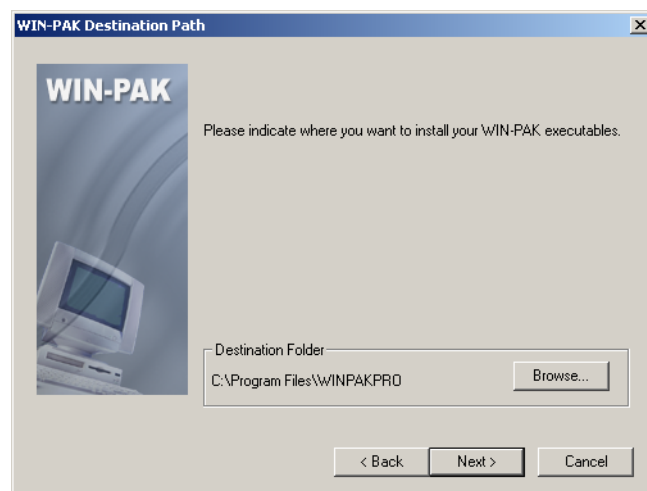 WIN-PAK Destination Path
WIN-PAK
Please indicate where you want to install your WIN-PAK executables.
Destination Folder
C:\Program Files\WINPAKPRO
Browse...
< Back
Next >
Cancel